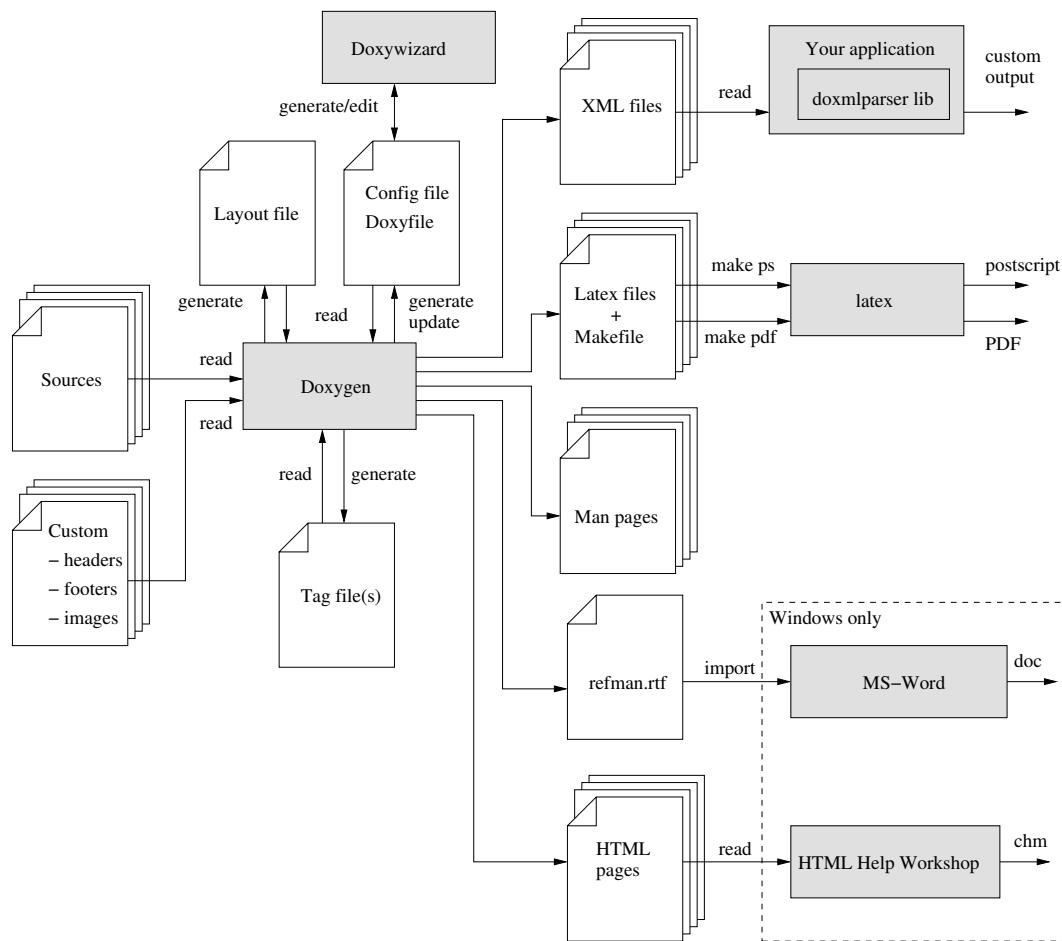 Doxywizard
generate/edit
Layout file
Config file
Doxyfile
generate
read
generate
update
Sources
read
Doxygen
read
Custom
– headers
– footers
– images
read
generate
Tag file(s)
XML files
read
Your application
doxmlparser lib
custom
output
Latex files
+
Makefile
make ps
make pdf
latex
postscript
PDF
Man pages
refman.rtf
import
Windows only
MS–Word
doc
HTML
pages
read
HTML Help Workshop
chm